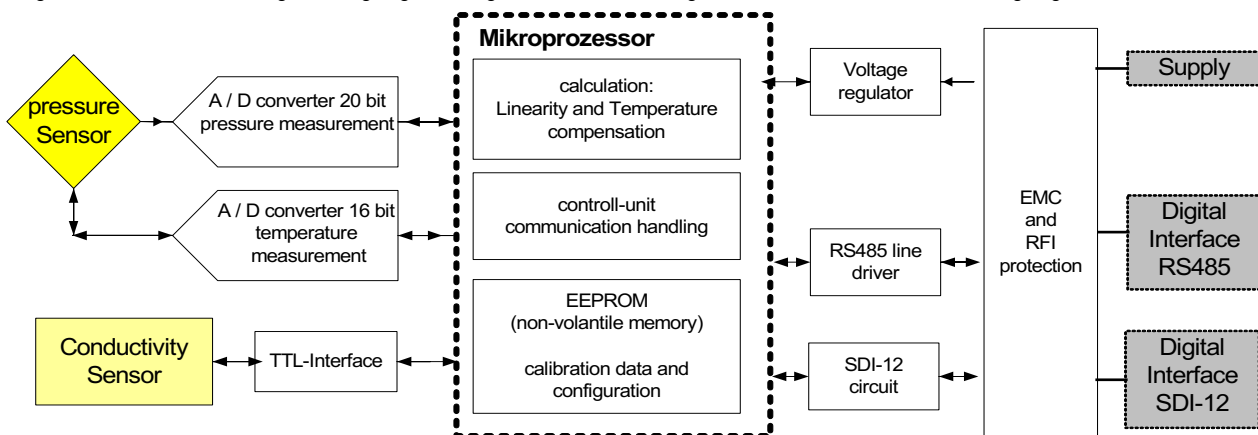 Mikroprozessor
pressure
Sensor
A / D converter 20 bit
pressure measurement
calculation:
Linearity and Temperature
compensation
Voltage
regulator
Supply
A / D converter 16 bit
temperature
measurement
controll-unit
communication handling
RS485 line
driver
EMC
and
RFI
protection
Digital
Interface
RS485
Conductivity
Sensor
TTL-Interface
EEPROM
(non-volantile memory)
calibration data and
configuration
SDI-12
circuit
Digital
Interface
SDI-12